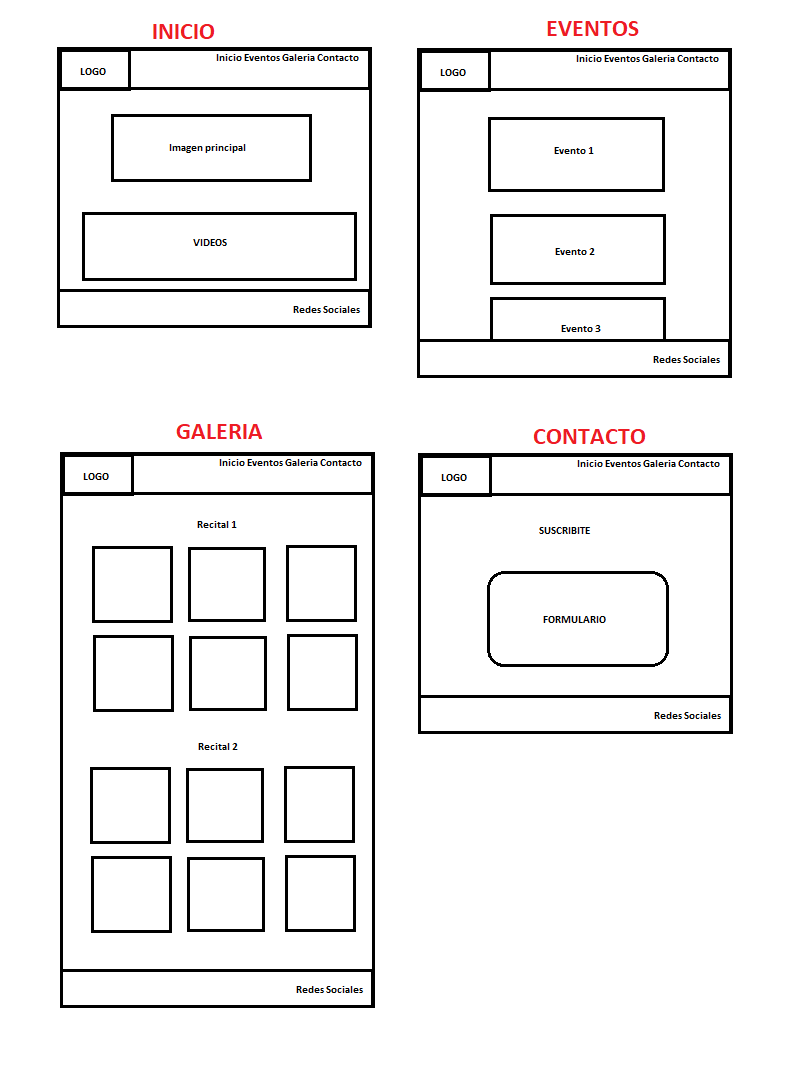 INICIO
LOGO
Inicio Eventos Galeria Contacto
Imagen principal
VIDEOS
Redes Sociales
EVENTOS
LOGO
Inicio Eventos Galeria Contacto
Evento 1
Evento 2
Evento 3
Redes Sociales
GALERIA
LOGO
Inicio Eventos Galeria Contacto
Recital 1
Recital 2
Redes Sociales
CONTACTO
LOGO
Inicio Eventos Galeria Contacto
SUSCRIBITE
FORMULARIO
Redes Sociales